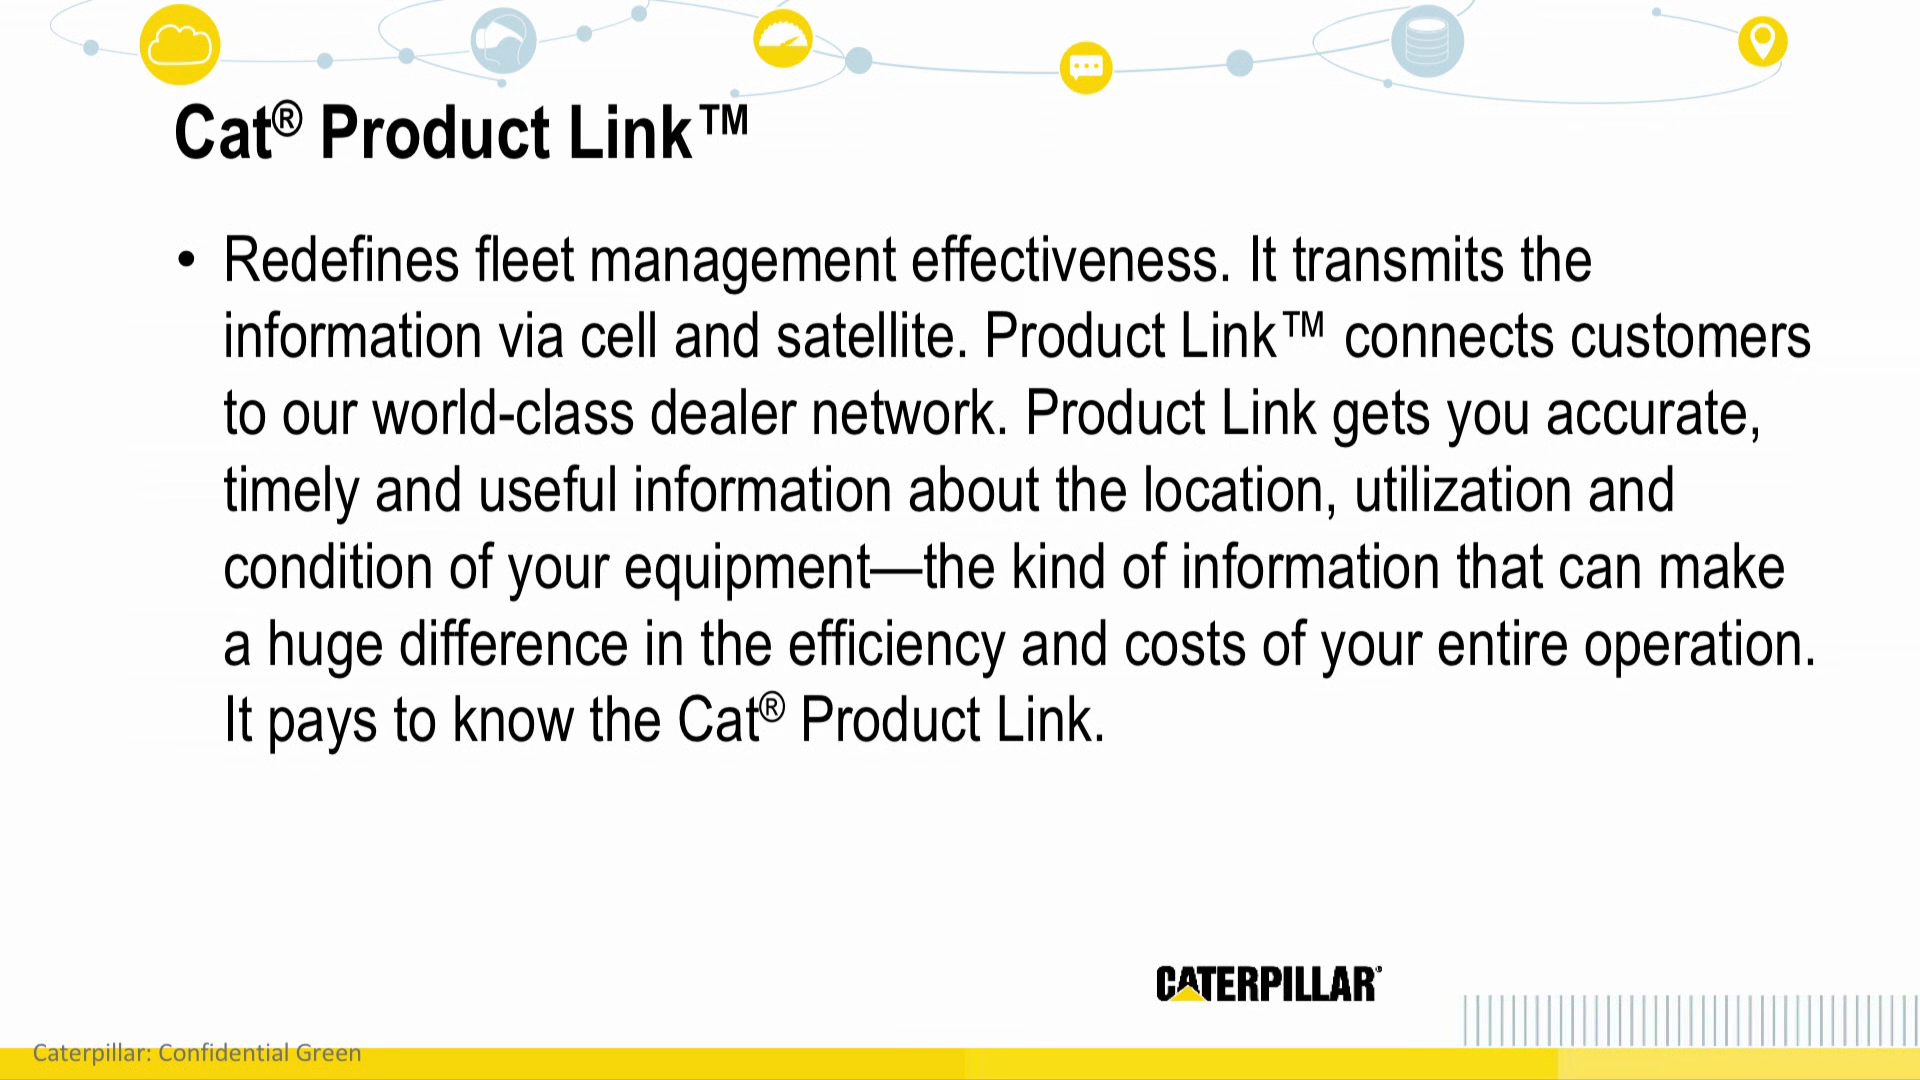 Cat® Product Link™
• Redefines fleet management effectiveness. It transmits the
information via cell and satellite. Product Link™ connects customers
to our world-class dealer network. Product Link gets you accurate,
timely and useful information about the location, utilization and
condition of your equipment—the kind of information that can make
a huge difference in the efficiency and costs of your entire operation.
It pays to know the Cat® Product Link.
CATERPILLAR®
Caterpillar: Confidential Green